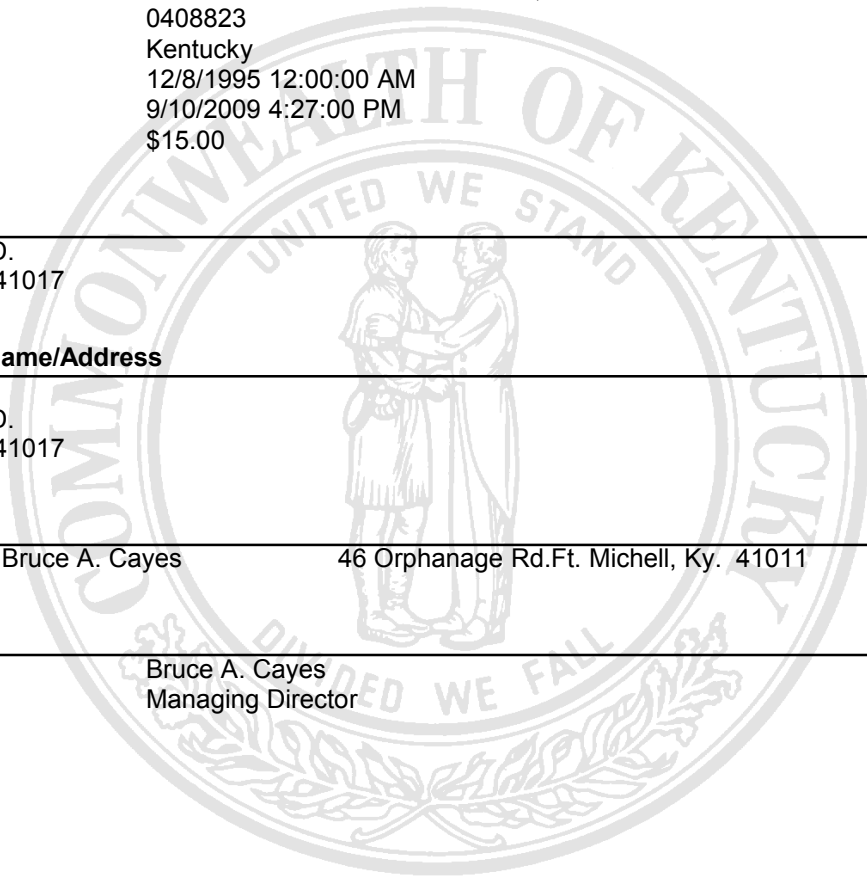 0408823
Kentucky
12/8/1995 12:00:00 AM
9/10/2009 4:27:00 PM
$15.00
COMMONWEALTH OF KENTUCKY
UNITED WE STAND
41017
ame/Address
41017
Bruce A. Cayes 46 Orphanage Rd.Ft. Michell, Ky. 41011
DIVIDED WE FALL
Bruce A. Cayes
Managing Director